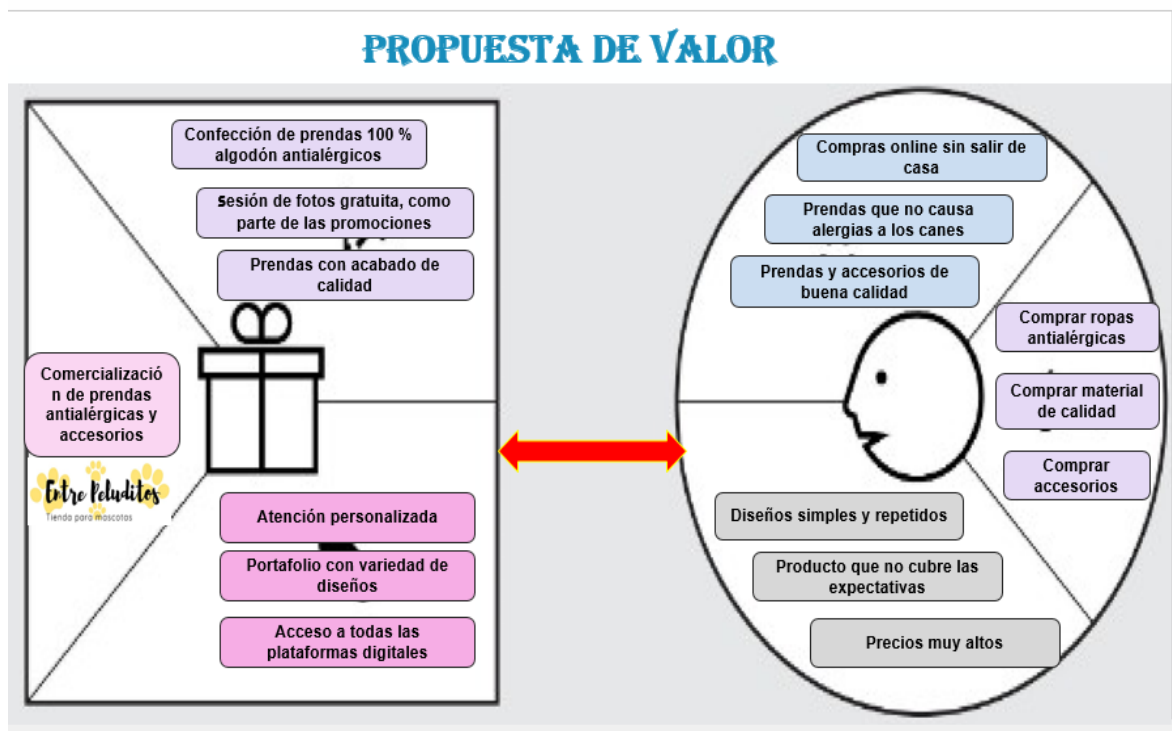 PROPUESTA DE VALOR
Confección de prendas 100 %
algodón antialérgicos
Sesión de fotos gratuita, como
parte de las promociones
Prendas con acabado de
calidad
Comercializació
n de prendas
antialérgicas y
accesorios
Entre Peluditos
Tienda para mascotas
Atención personalizada
Portafolio con variedad de
diseños
Acceso a todas las
plataformas digitales
Compras online sin salir de
casa
Prendas que no causa
alergias a los canes
Prendas y accesorios de
buena calidad
Comprar ropas
antialérgicas
Comprar material
de calidad
Comprar
accesorios
Diseños simples y repetidos
Producto que no cubre las
expectativas
Precios muy altos